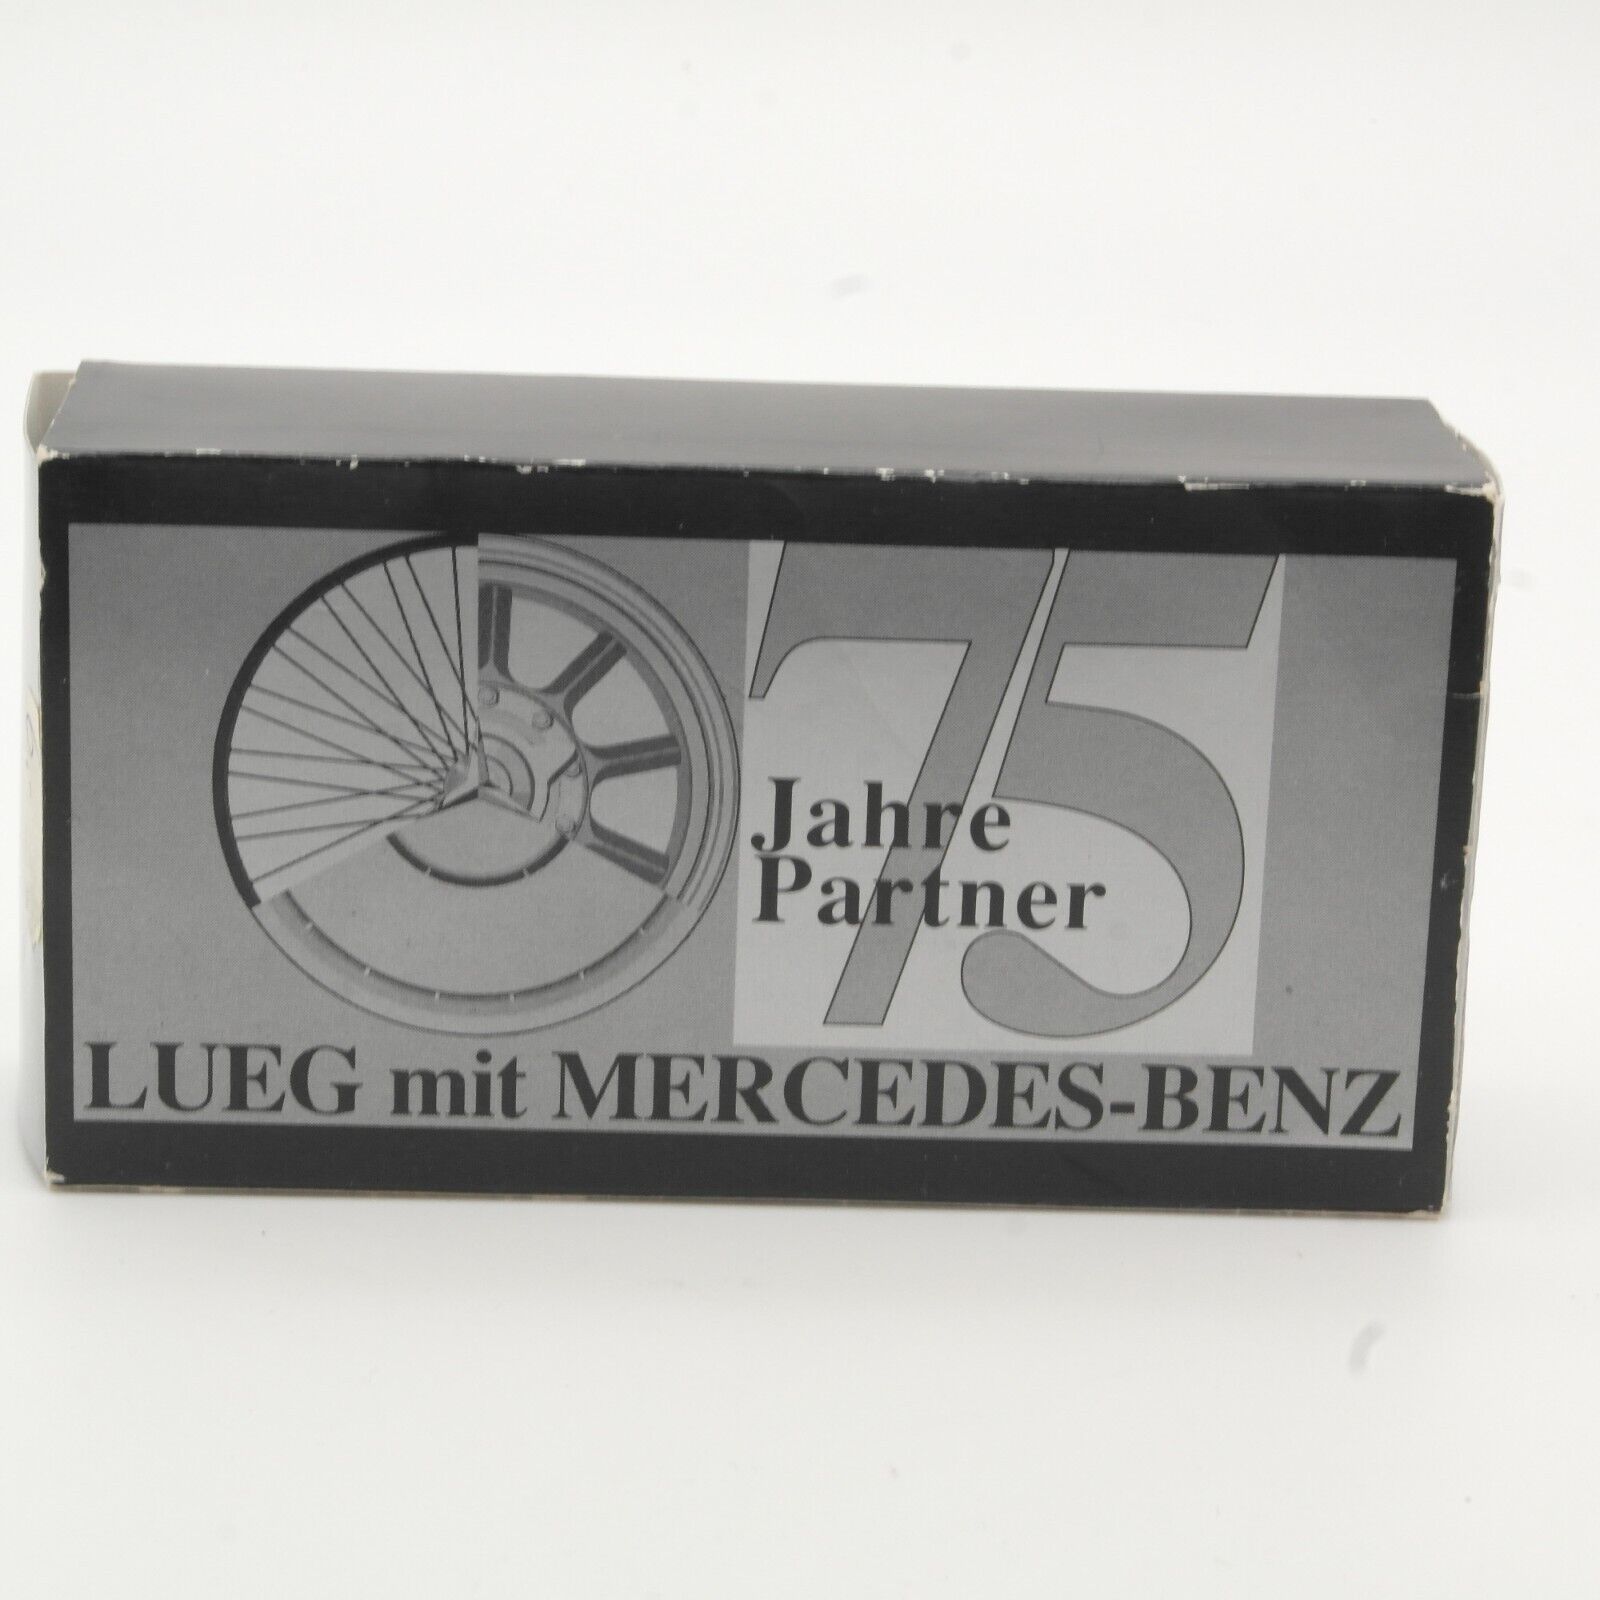 75
Jahre
Partner
LUEG mit MERCEDES-BENZ